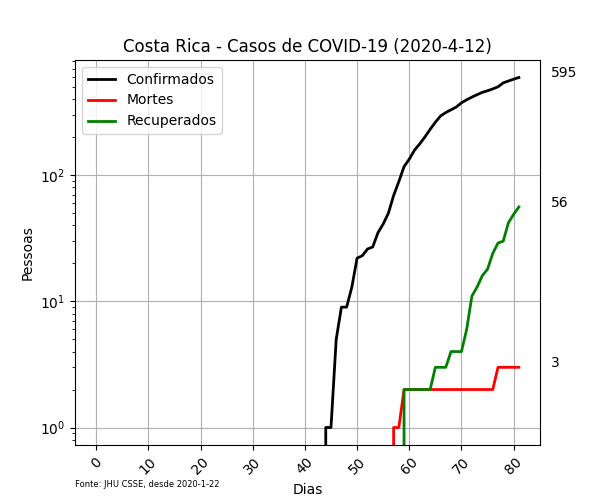 Costa Rica - Casos de COVID-19 (2020-4-12)
Confirmados
Mortes
Recuperados
595
56
3
10²
10¹
10⁰
Pessoas
0 10 20 30 40 50 60 70 80
Dias
Fonte: JHU CSSE, desde 2020-1-22